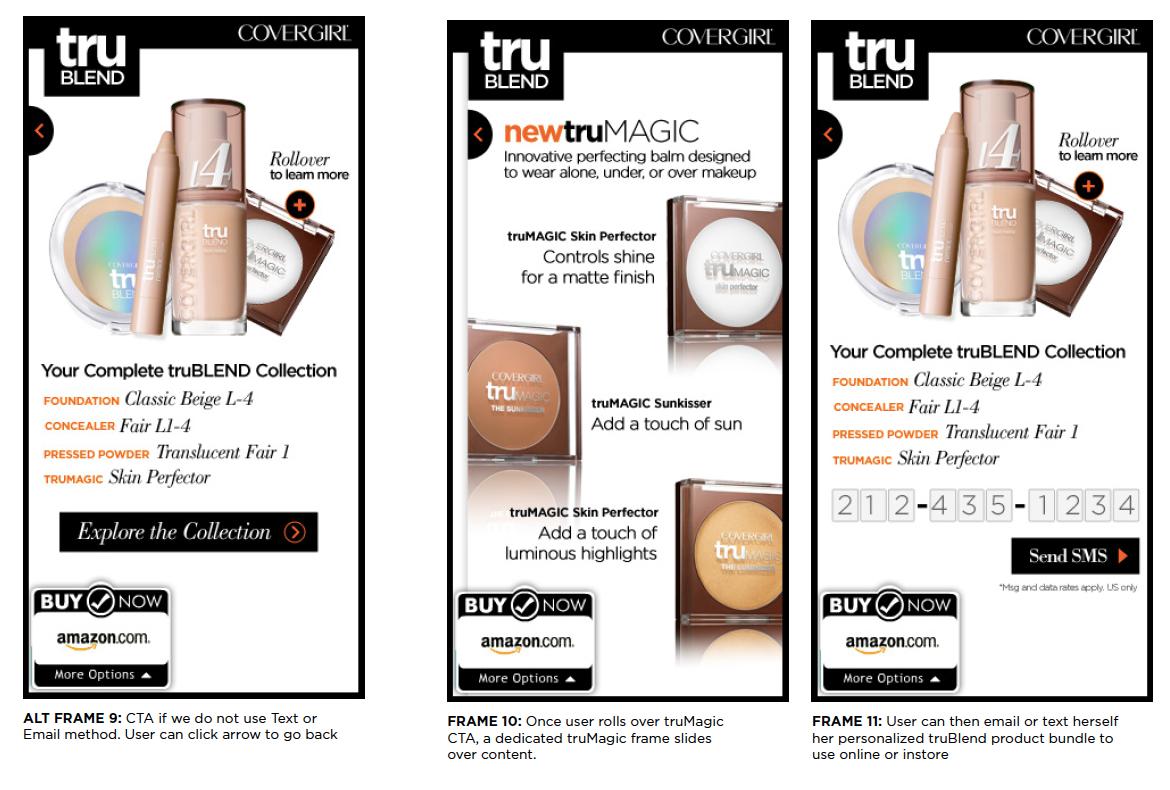 tru
BLEND
COVERGIRL
Rollover
to learn more
14
COVERGIRL
tru
BLEND
tru
COVERGIRL
truMAGIC
skin perfector
Your Complete truBLEND Collection
FOUNDATION Classic Beige L-4
CONCEALER Fair L1-4
PRESSED POWDER Translucent Fair 1
TRUMAGIC Skin Perfector
Explore the Collection
BUY NOW
amazon.com.
More Options
ALT FRAME 9: CTA if we do not use Text or
Email method. User can click arrow to go back
tru
BLEND
COVERGIRL
newtruMAGIC
Innovative perfecting balm designed
to wear alone, under, or over makeup
truMAGIC Skin Perfector
Controls shine
for a matte finish
COVERGIRL
truMAGIC
skin perfector
COVERGIRL
truMAGIC
THE SUNKISSER
truMAGIC Sunkisser
Add a touch of sun
truMAGIC Skin Perfector
Add a touch of
luminous highlights
COVERGIRL
truMAGIC
BUY NOW
amazon.com.
More Options
FRAME 10: Once user rolls over truMagic
CTA, a dedicated truMagic frame slides
over content.
tru
BLEND
COVERGIRL
Rollover
to learn more
14
COVERGIRL
tru
BLEND
tru
Your Complete truBLEND Collection
FOUNDATION Classic Beige L-4
CONCEALER Fair L1-4
PRESSED POWDER Translucent Fair 1
TRUMAGIC Skin Perfector
212-435-1234
Send SMS
*Msg and data rates apply. US only
BUY NOW
amazon.com.
More Options
FRAME 11: User can then email or text herself
her personalized truBlend product bundle to
use online or instore